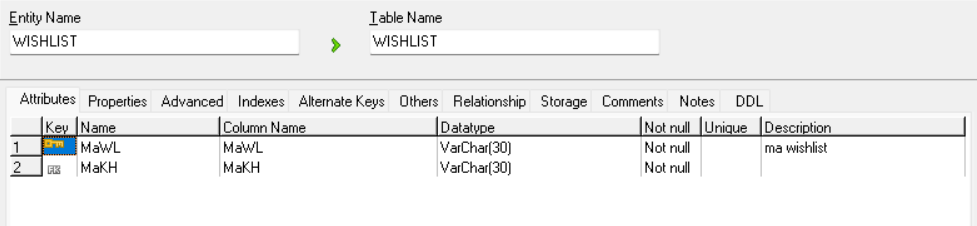 Entity Name Table Name
WISHLIST WISHLIST
Attributes Properties Advanced Indexes Alternate Keys Others Relationship Storage Comments Notes DDL
Key Name Column Name Datatype Not null Unique Description
1 MaWL MaWL VarChar(30) Not null ma wishlist
2 FK MaKH MaKH VarChar(30) Not null